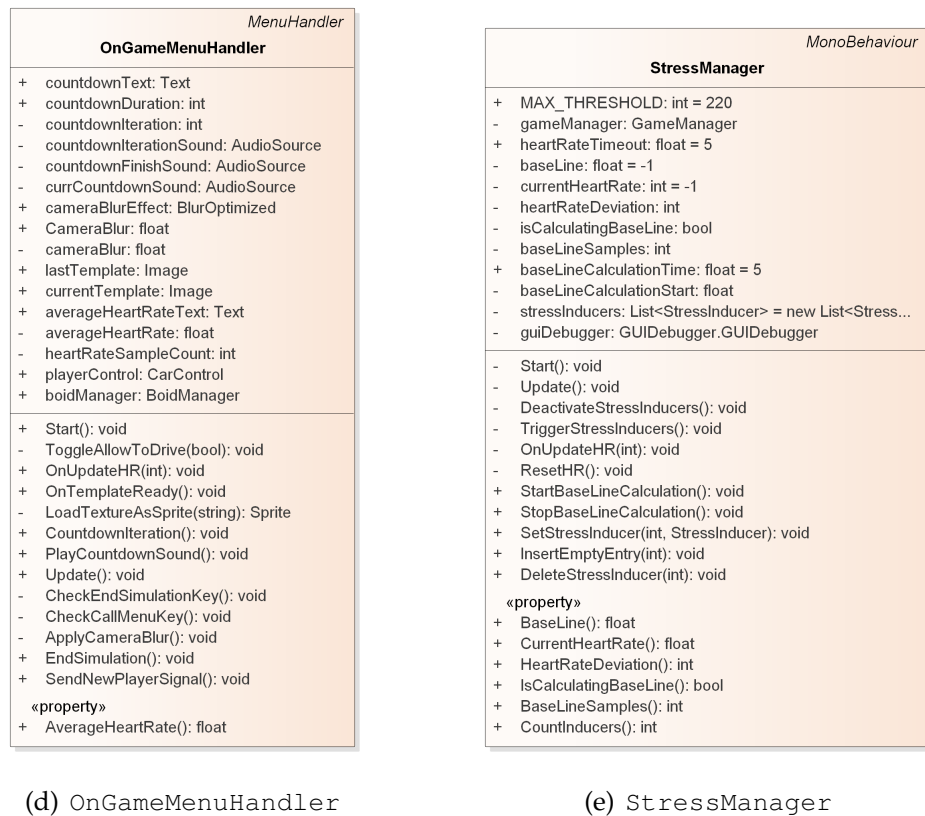 MenuHandler
OnGameMenuHandler
+ countdownText: Text
+ countdownDuration: int
- countdownIteration: int
- countdownIterationSound: AudioSource
- countdownFinishSound: AudioSource
- currCountdownSound: AudioSource
+ cameraBlurEffect: BlurOptimized
+ CameraBlur: float
- cameraBlur: float
+ lastTemplate: Image
+ currentTemplate: Image
+ averageHeartRateText: Text
- averageHeartRate: float
- heartRateSampleCount: int
+ playerControl: CarControl
+ boidManager: BoidManager
+ Start(): void
- ToggleAllowToDrive(bool): void
+ OnUpdateHR(int): void
+ OnTemplateReady(): void
- LoadTextureAsSprite(string): Sprite
+ CountdownIteration(): void
+ PlayCountdownSound(): void
+ Update(): void
- CheckEndSimulationKey(): void
- CheckCallMenuKey(): void
- ApplyCameraBlur(): void
+ EndSimulation(): void
+ SendNewPlayerSignal(): void
«property»
+ AverageHeartRate(): float
(d) OnGameMenuHandler
MonoBehaviour
StressManager
+ MAX_THRESHOLD: int = 220
- gameManager: GameManager
+ heartRateTimeout: float = 5
- baseLine: float = -1
- currentHeartRate: int = -1
- heartRateDeviation: int
- isCalculatingBaseLine: bool
- baseLineSamples: int
+ baseLineCalculationTime: float = 5
- baseLineCalculationStart: float
- stressInducers: List<StressInducer> = new List<Stress...
- guiDebugger: GUIDebugger.GUIDebugger
- Start(): void
- Update(): void
- DeactivateStressInducers(): void
- TriggerStressInducers(): void
- OnUpdateHR(int): void
- ResetHR(): void
+ StartBaseLineCalculation(): void
+ StopBaseLineCalculation(): void
+ SetStressInducer(int, StressInducer): void
+ InsertEmptyEntry(int): void
+ DeleteStressInducer(int): void
«property»
+ BaseLine(): float
+ CurrentHeartRate(): float
+ HeartRateDeviation(): int
+ IsCalculatingBaseLine(): bool
+ BaseLineSamples(): int
+ CountInducers(): int
(e) StressManager